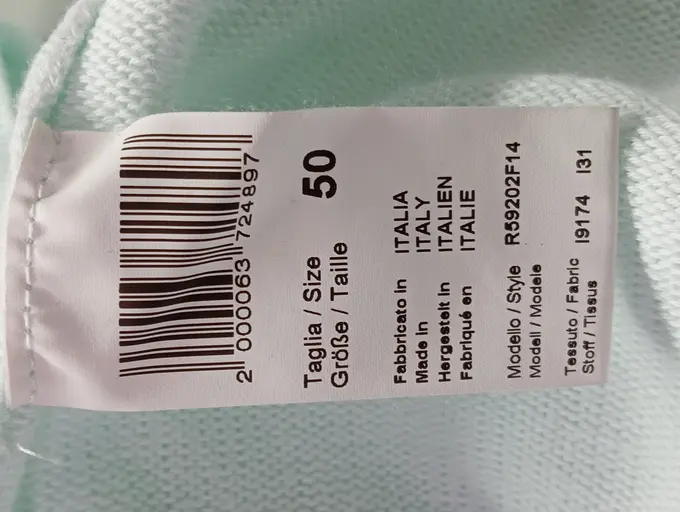 2 000063 724897
Taglia / Size
Größe / Taille
50
Fabbricato in ITALIA
Made in ITALY
Hergestelt in ITALIEN
Fabriqué en ITALIE
Modello / Style R59202F14
Modell / Modele
Tessuto / Fabric I9174 I31
Stoff / Tissus